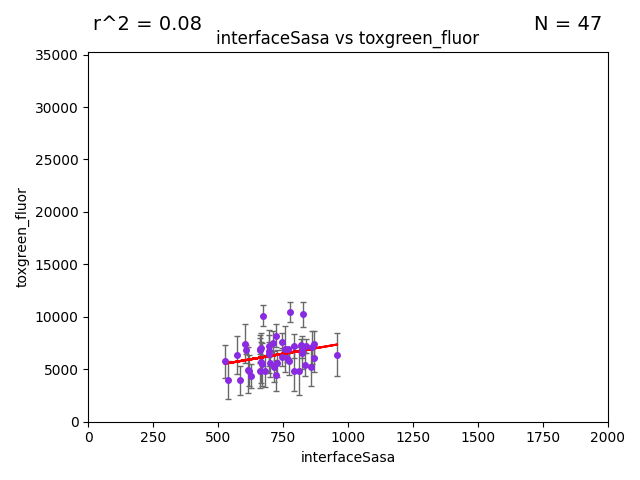 r^2 = 0.08
N = 47
interfaceSasa vs toxgreen_fluor
35000
30000
25000
20000
15000
10000
5000
0
toxgreen_fluor
0 250 500 750 1000 1250 1500 1750 2000
interfaceSasa